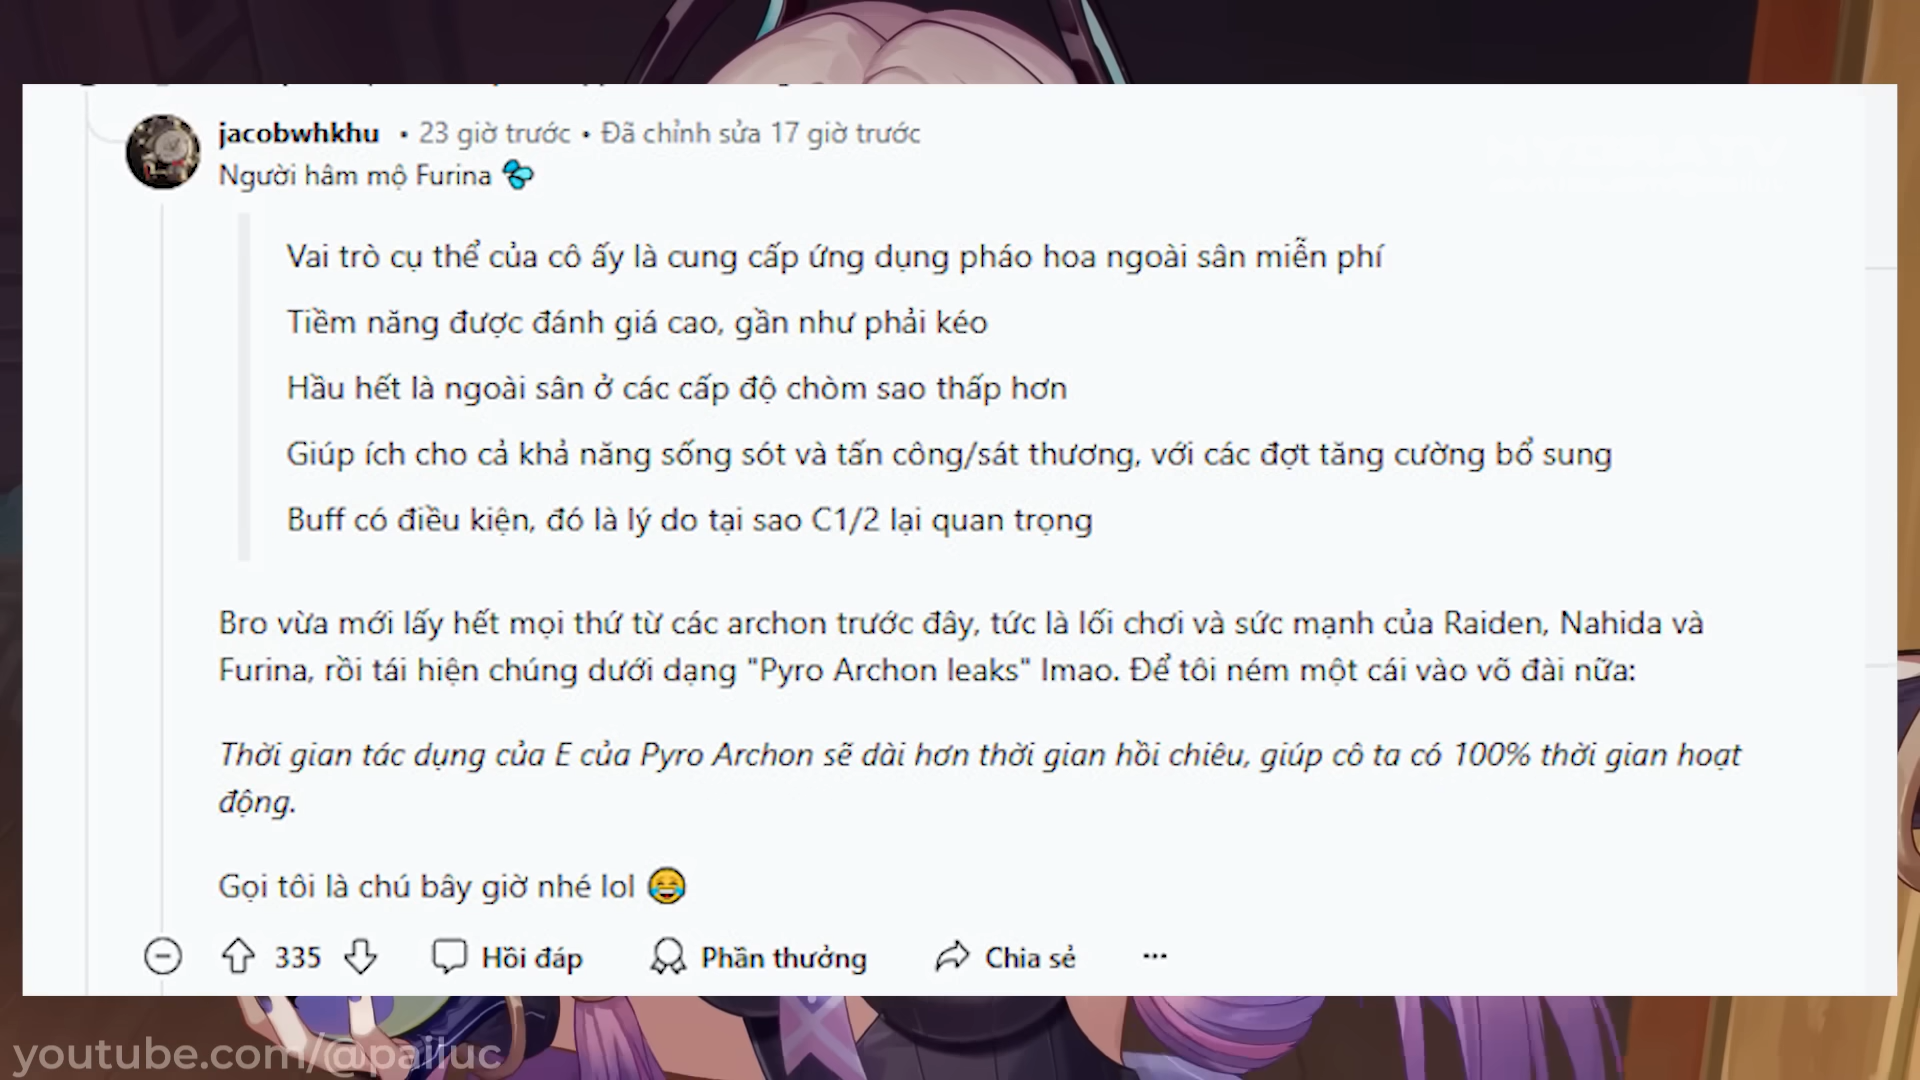 jacobwhkhu • 23 giờ trước • Đã chỉnh sửa 17 giờ trước
Người hâm mộ Furina
Vai trò cụ thể của cô ấy là cung cấp ứng dụng pháo hoa ngoài sân miễn phí
Tiềm năng được đánh giá cao, gần như phải kéo
Hầu hết là ngoài sân ở các cấp độ chòm sao thấp hơn
Giúp ích cho cả khả năng sống sót và tấn công/sát thương, với các đợt tăng cường bổ sung
Buff có điều kiện, đó là lý do tại sao C1/2 lại quan trọng
Bro vừa mới lấy hết mọi thứ từ các archon trước đây, tức là lối chơi và sức mạnh của Raiden, Nahida và
Furina, rồi tái hiện chúng dưới dạng "Pyro Archon leaks" lmao. Để tôi ném một cái vào võ đài nữa:
Thời gian tác dụng của E của Pyro Archon sẽ dài hơn thời gian hồi chiêu, giúp cô ta có 100% thời gian hoạt
động.
Gọi tôi là chú bây giờ nhé lol 😂
335 Hồi đáp Phần thưởng Chia sẻ ...
youtube.com/@pailuc